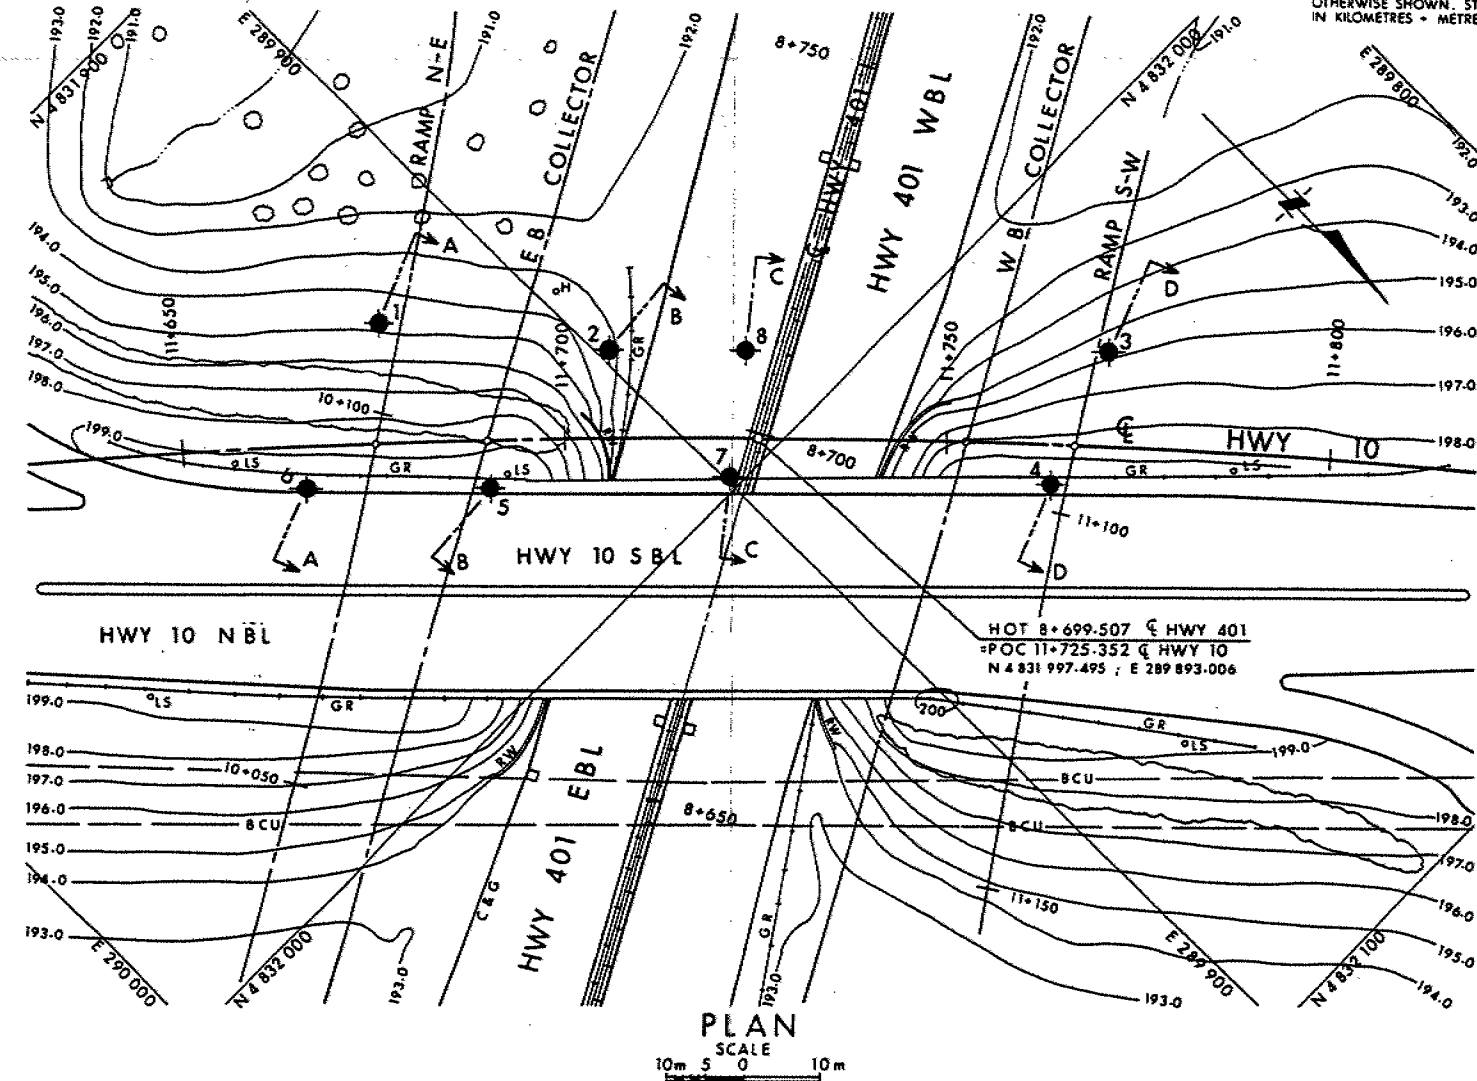 OTHERWISE SHOWN. ST
IN KILOMETRES + METRE
193.0
192.0
191.0
N 4 831 900
E 289 900
RAMP N-E
191.0
E B COLLECTOR
192.0
8+750
HWY 401
HWY 401 WBL
192.0
W B COLLECTOR
N 4 832 000
191.0
E 289 800
192.0
RAMP S-W
193.0
194.0
195.0
196.0
197.0
198.0
194.0
195.0
196.0
197.0
198.0
199.0
11+650
11+700
11+750
11+800
A
B
C
D
H
GR
1
2
8
3
10+100
LS
GR
LS
6
5
7
4
8+700
℄
HWY 10
GR
LS
11+100
A
B
C
D
HWY 10 SBL
HWY 10 NBL
HOT 8+699.507 ℄ HWY 401
=POC 11+725.352 ℄ HWY 10
N 4 831 997.495 ; E 289 893.006
199.0
LS
GR
198.0
197.0
10+050
196.0
BCU
195.0
194.0
193.0
RW
RW
200
GR
LS
199.0
BCU
BCU
198.0
197.0
196.0
195.0
194.0
193.0
HWY 401 EBL
8+650
C & G
GR
11+150
E 290 000
N 4 832 000
193.0
193.0
E 289 900
N 4 832 100
PLAN
SCALE
10m 5 0 10m